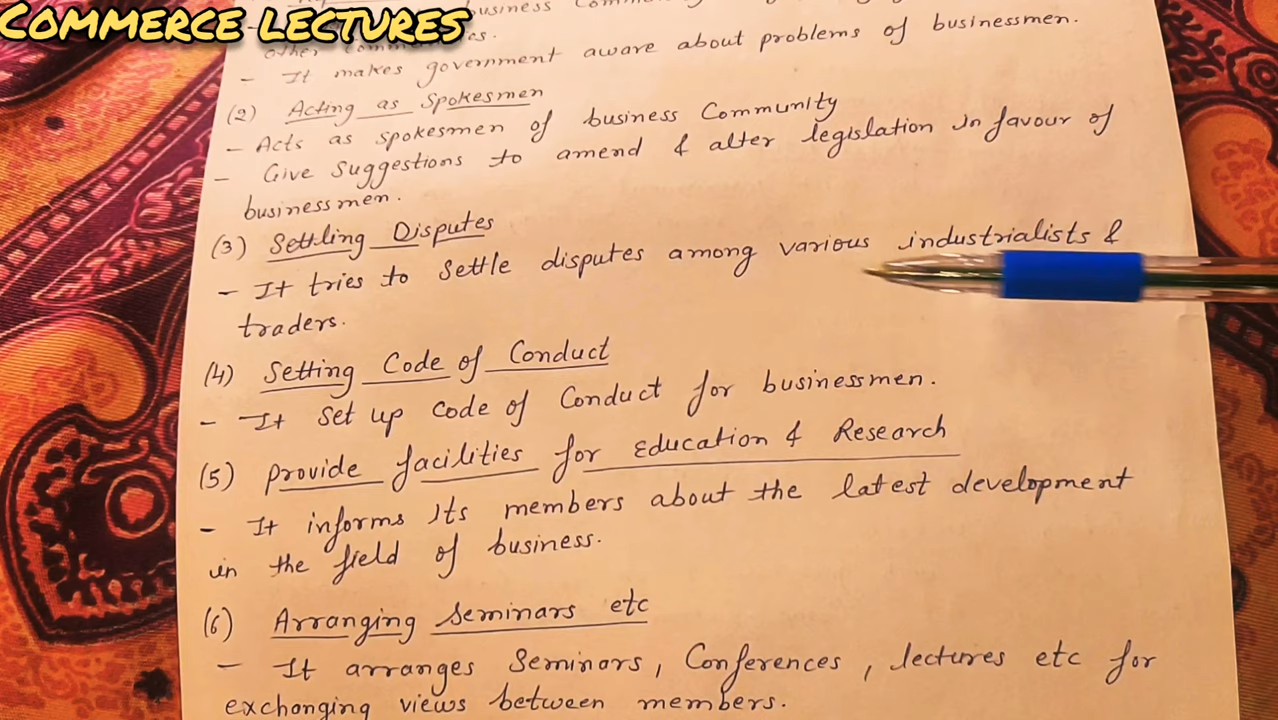 COMMERCE LECTURES
business
other
- It makes government aware about problems of businessmen.
(2) Acting as Spokesmen
- Acts as spokesmen of business Community
- Give suggestions to amend & alter legislation in favour of
businessmen.
(3) Settling Disputes
- It tries to settle disputes among various industrialists &
traders.
(4) Setting Code of Conduct
- It set up code of Conduct for businessmen.
(5) Provide facilities for Education & Research
- It informs its members about the latest development
in the field of business.
(6) Arranging Seminars etc
- It arranges Seminars, Conferences, lectures etc for
exchanging views between members.